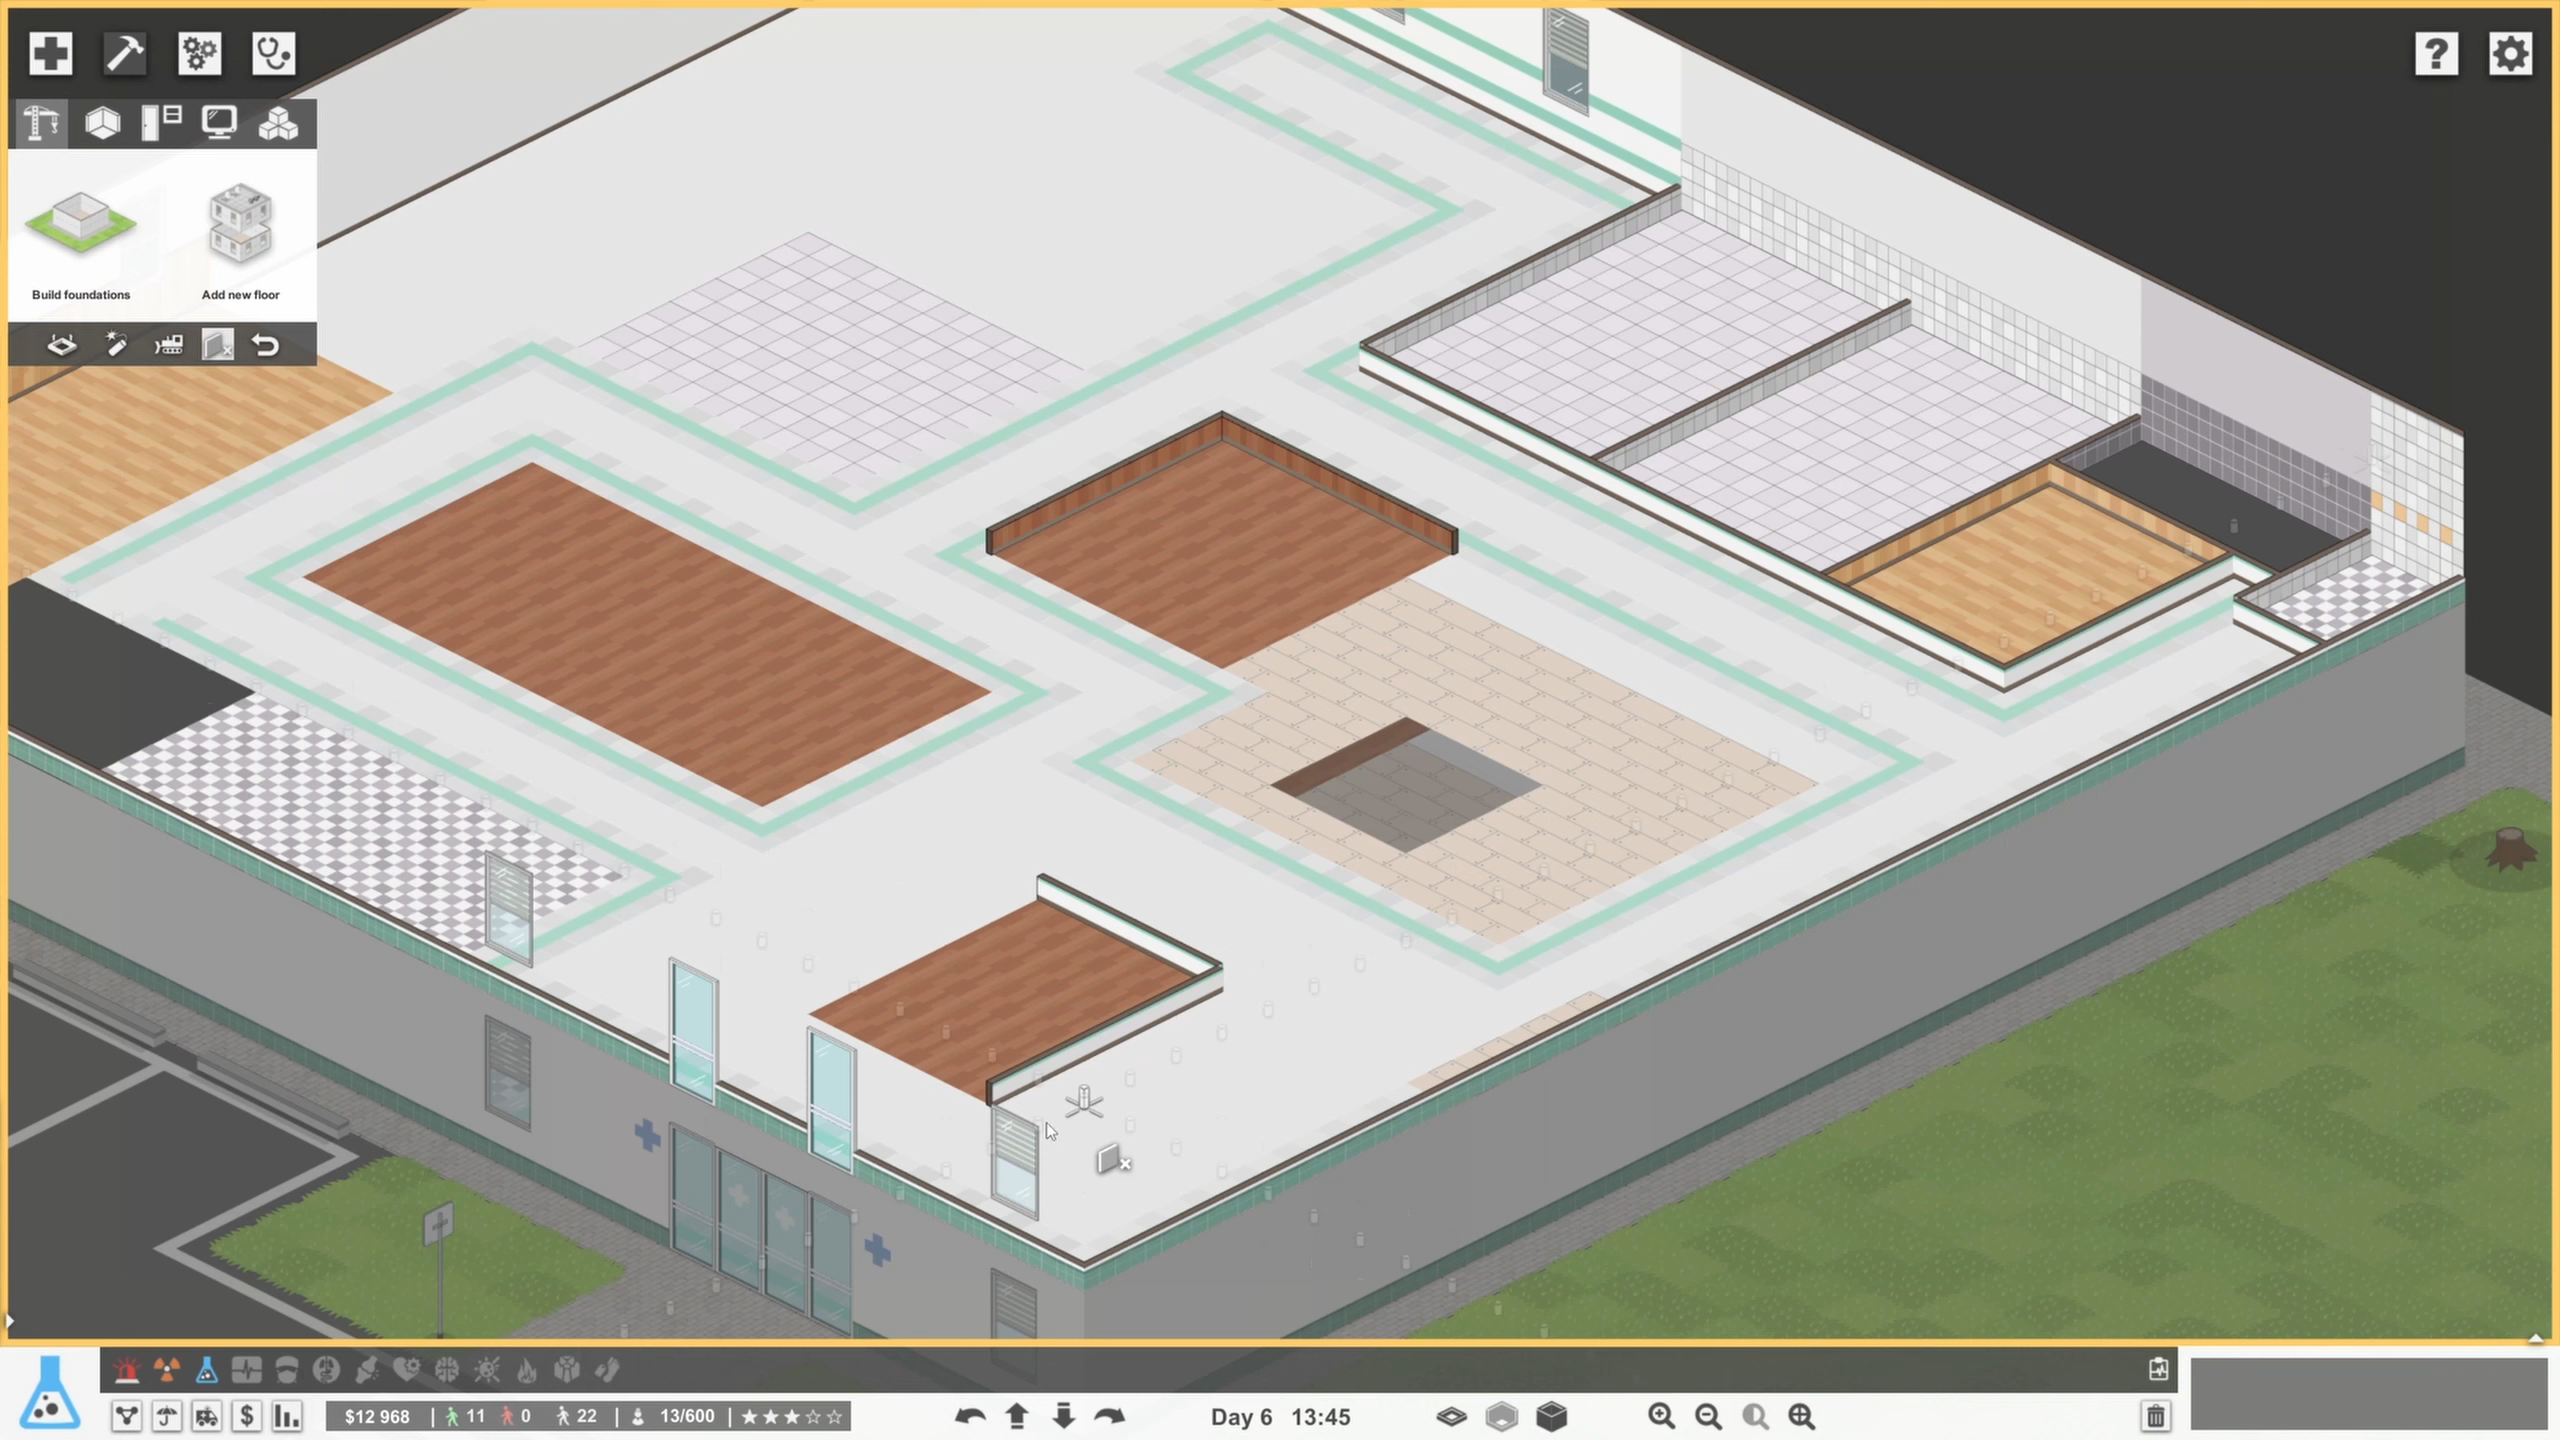 ?
Build foundations
Add new floor
$12 968 | 11 0 22 | 13/600 |
Day 6 13:45